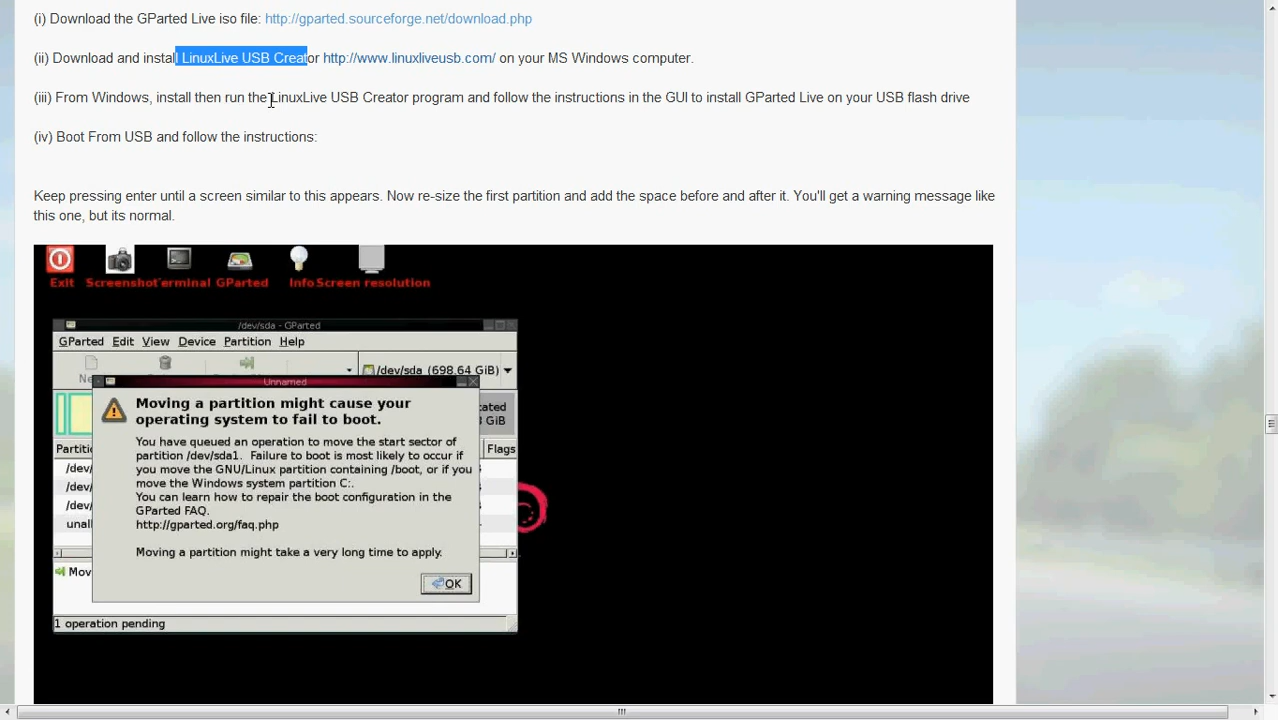 (i) Download the GParted Live iso file: http://gparted.sourceforge.net/download.php
(ii) Download and install LinuxLive USB Creator http://www.linuxliveusb.com/ on your MS Windows computer.
(iii) From Windows, install then run the LinuxLive USB Creator program and follow the instructions in the GUI to install GParted Live on your USB flash drive
(iv) Boot From USB and follow the instructions:
Keep pressing enter until a screen similar to this appears. Now re-size the first partition and add the space before and after it. You'll get a warning message like
this one, but its normal.
Exit Screenshot Terminal GParted Info Screen resolution
/dev/sda - GParted
GParted Edit View Device Partition Help
/dev/sda (698.64 GiB)
Unnamed
Moving a partition might cause your
operating system to fail to boot.
You have queued an operation to move the start sector of
partition /dev/sda1. Failure to boot is most likely to occur if
you move the GNU/Linux partition containing /boot, or if you
move the Windows system partition C:.
You can learn how to repair the boot configuration in the
GParted FAQ.
http://gparted.org/faq.php
Moving a partition might take a very long time to apply.
OK
cated
GiB
Partiti Flags
/dev/
/dev/
/dev/
unall
Mov
1 operation pending